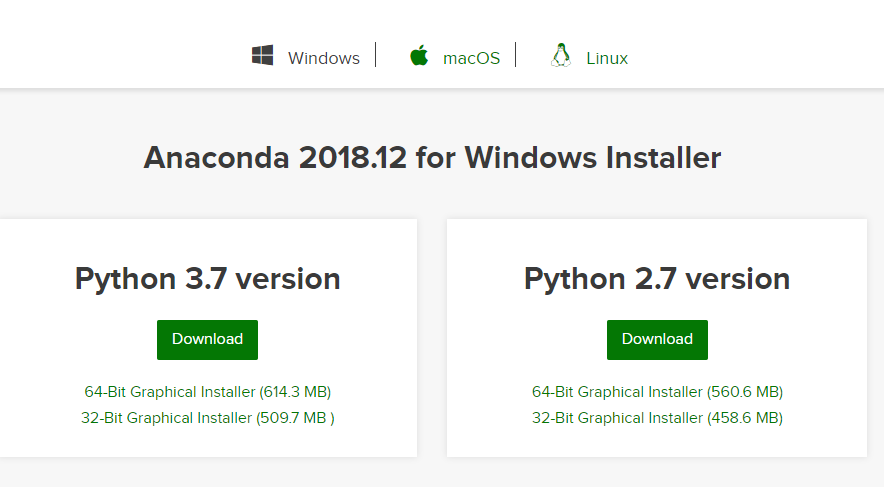 Windows
macOS
Linux
Anaconda 2018.12 for Windows Installer
Python 3.7 version
Download
64-Bit Graphical Installer (614.3 MB)
32-Bit Graphical Installer (509.7 MB )
Python 2.7 version
Download
64-Bit Graphical Installer (560.6 MB)
32-Bit Graphical Installer (458.6 MB)